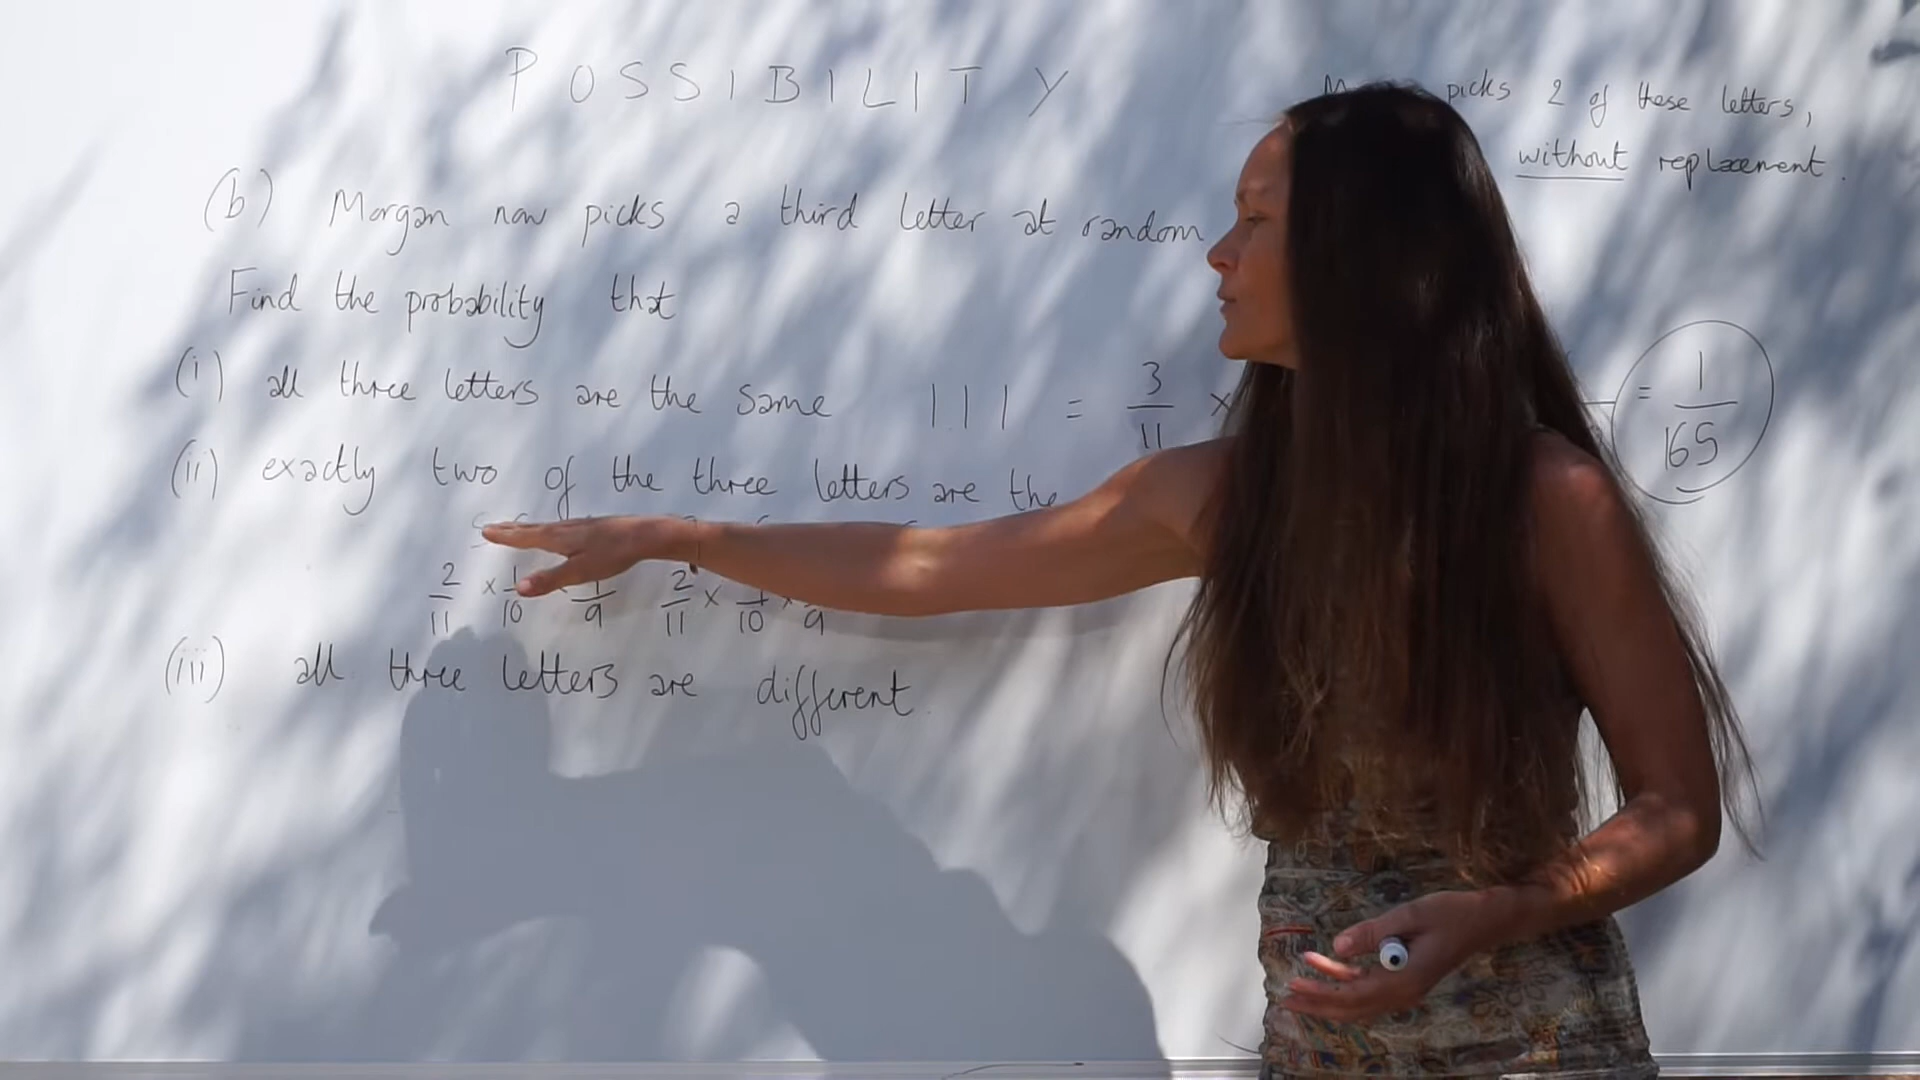 P O S S I B I L I T Y
picks 2 of these letters,
without replacement.
(b) Morgan now picks a third letter at random
Find the probability that
(i) all three letters are the same I I I = 3/11 × = 1/165
(ii) exactly two of the three letters are the
2/11 × 1/10 1/9 2/11 × 1/10 × 9
(iii) all three letters are different.